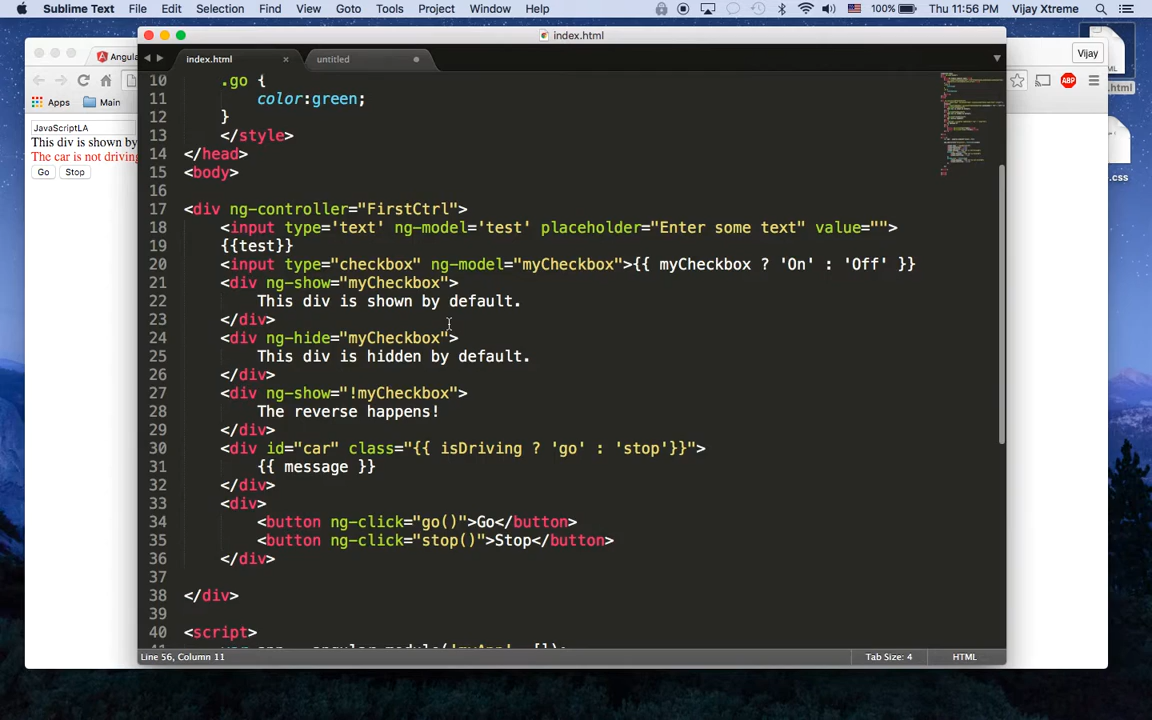 Sublime Text File Edit Selection Find View Goto Tools Project Window Help 100% Thu 11:56 PM Vijay Xtreme
index.html
Angula
Vijay
index.html untitled
Apps Main
ABP
.html
.css
JavaScriptLA
This div is shown by
The car is not driving
Go Stop
10 .go {
11 color:green;
12 }
13 </style>
14 </head>
15 <body>
16
17 <div ng-controller="FirstCtrl">
18 <input type='text' ng-model='test' placeholder="Enter some text" value="">
19 {{test}}
20 <input type="checkbox" ng-model="myCheckbox">{{ myCheckbox ? 'On' : 'Off' }}
21 <div ng-show="myCheckbox">
22 This div is shown by default.
23 </div>
24 <div ng-hide="myCheckbox">
25 This div is hidden by default.
26 </div>
27 <div ng-show="!myCheckbox">
28 The reverse happens!
29 </div>
30 <div id="car" class="{{ isDriving ? 'go' : 'stop'}}">
31 {{ message }}
32 </div>
33 <div>
34 <button ng-click="go()">Go</button>
35 <button ng-click="stop()">Stop</button>
36 </div>
37
38 </div>
39
40 <script>
Line 56, Column 11 Tab Size: 4 HTML